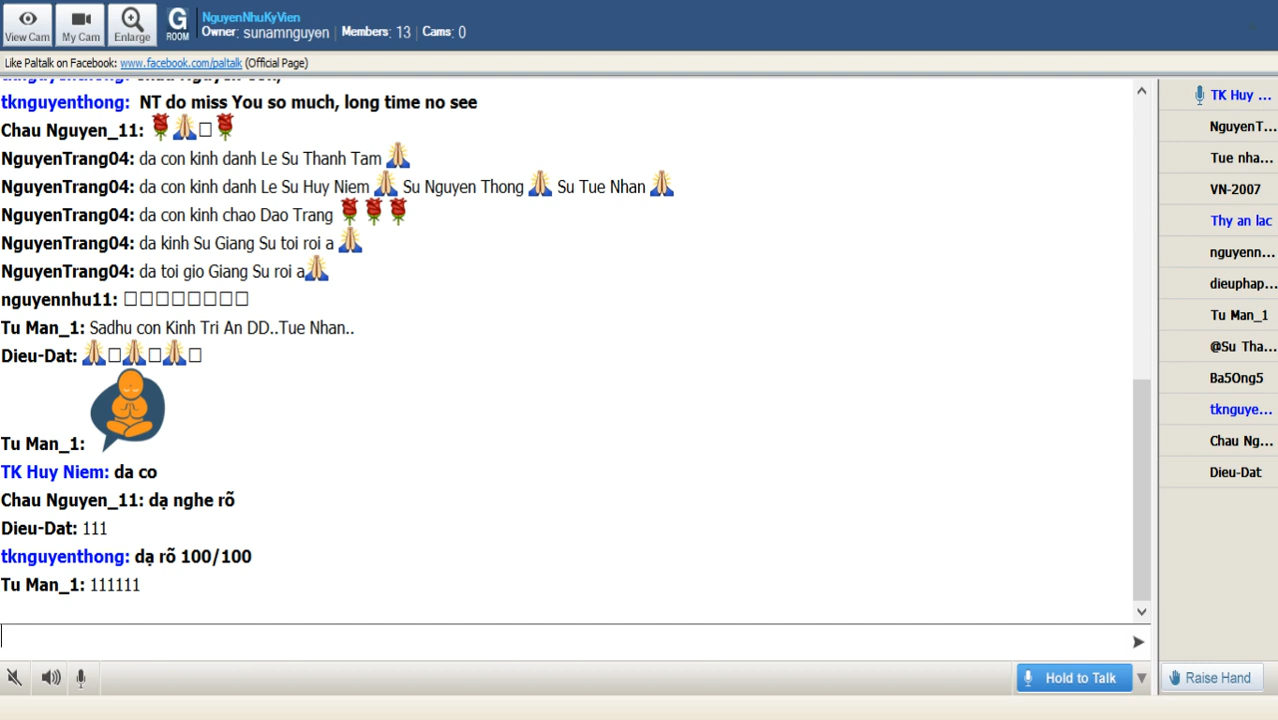 NguyenNhuKyVien
View Cam
My Cam
Enlarge
G
ROOM
Owner: sunamnguyen
Members: 13
Cams: 0
Like Paltalk on Facebook: www.facebook.com/paltalk (Official Page)
tknguyenthong: NT do miss You so much, long time no see
Chau Nguyen_11:
NguyenTrang04: da con kinh danh Le Su Thanh Tam
NguyenTrang04: da con kinh danh Le Su Huy Niem Su Nguyen Thong Su Tue Nhan
NguyenTrang04: da con kinh chao Dao Trang
NguyenTrang04: da kinh Su Giang Su toi roi a
NguyenTrang04: da toi gio Giang Su roi a
nguyennhu11:
Tu Man_1: Sadhu con Kinh Tri An DD..Tue Nhan..
Dieu-Dat:
Tu Man_1:
TK Huy Niem: da co
Chau Nguyen_11: dạ nghe rõ
Dieu-Dat: 111
tknguyenthong: dạ rõ 100/100
Tu Man_1: 111111
Hold to Talk
TK Huy ...
NguyenT...
Tue nha...
VN-2007
Thy an lac
nguyenn...
dieuphap...
Tu Man_1
@Su Tha...
Ba5Ong5
tknguye...
Chau Ng...
Dieu-Dat
Raise Hand